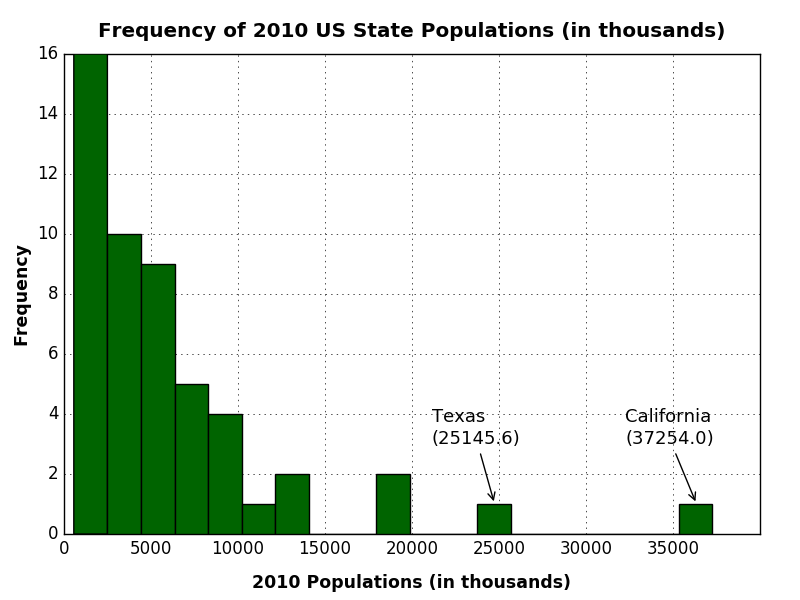 Frequency of 2010 US State Populations (in thousands)
16
14
12
10
8
6
4
2
0
Frequency
Texas
(25145.6)
California
(37254.0)
0 5000 10000 15000 20000 25000 30000 35000
2010 Populations (in thousands)